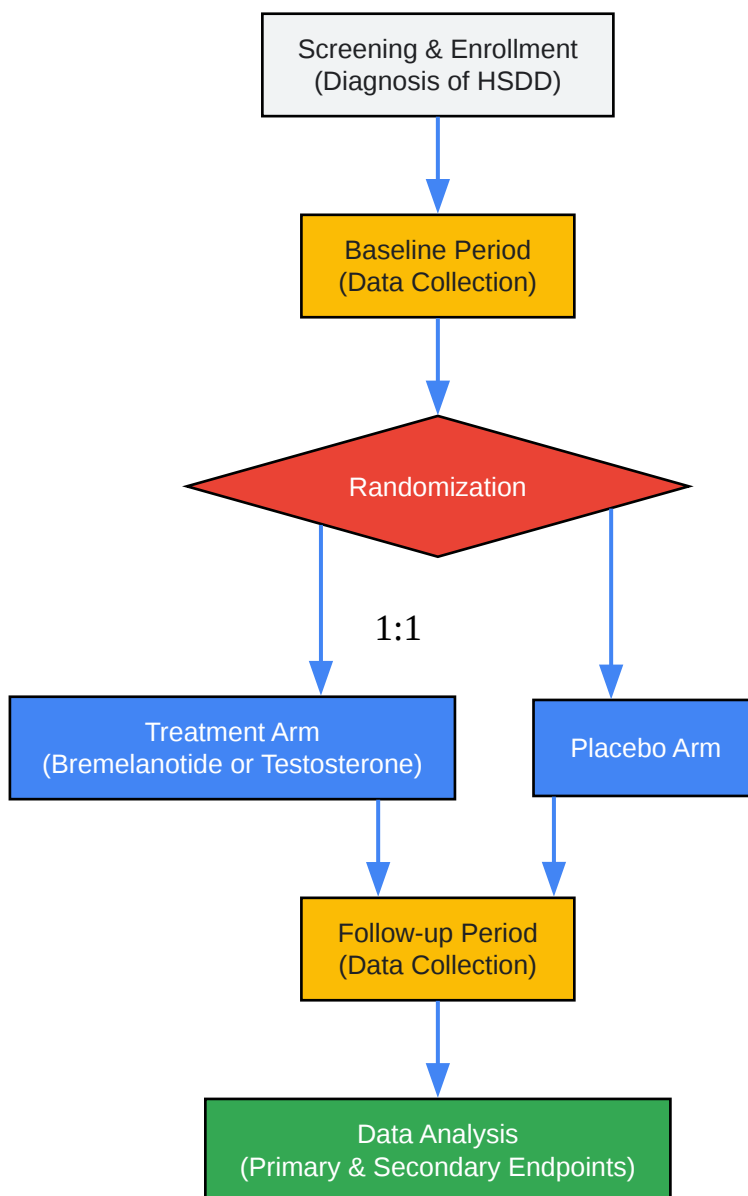 Screening & Enrollment
(Diagnosis of HSDD)
Baseline Period
(Data Collection)
Randomization
1:1
Treatment Arm
(Bremelanotide or Testosterone)
Placebo Arm
Follow-up Period
(Data Collection)
Data Analysis
(Primary & Secondary Endpoints)